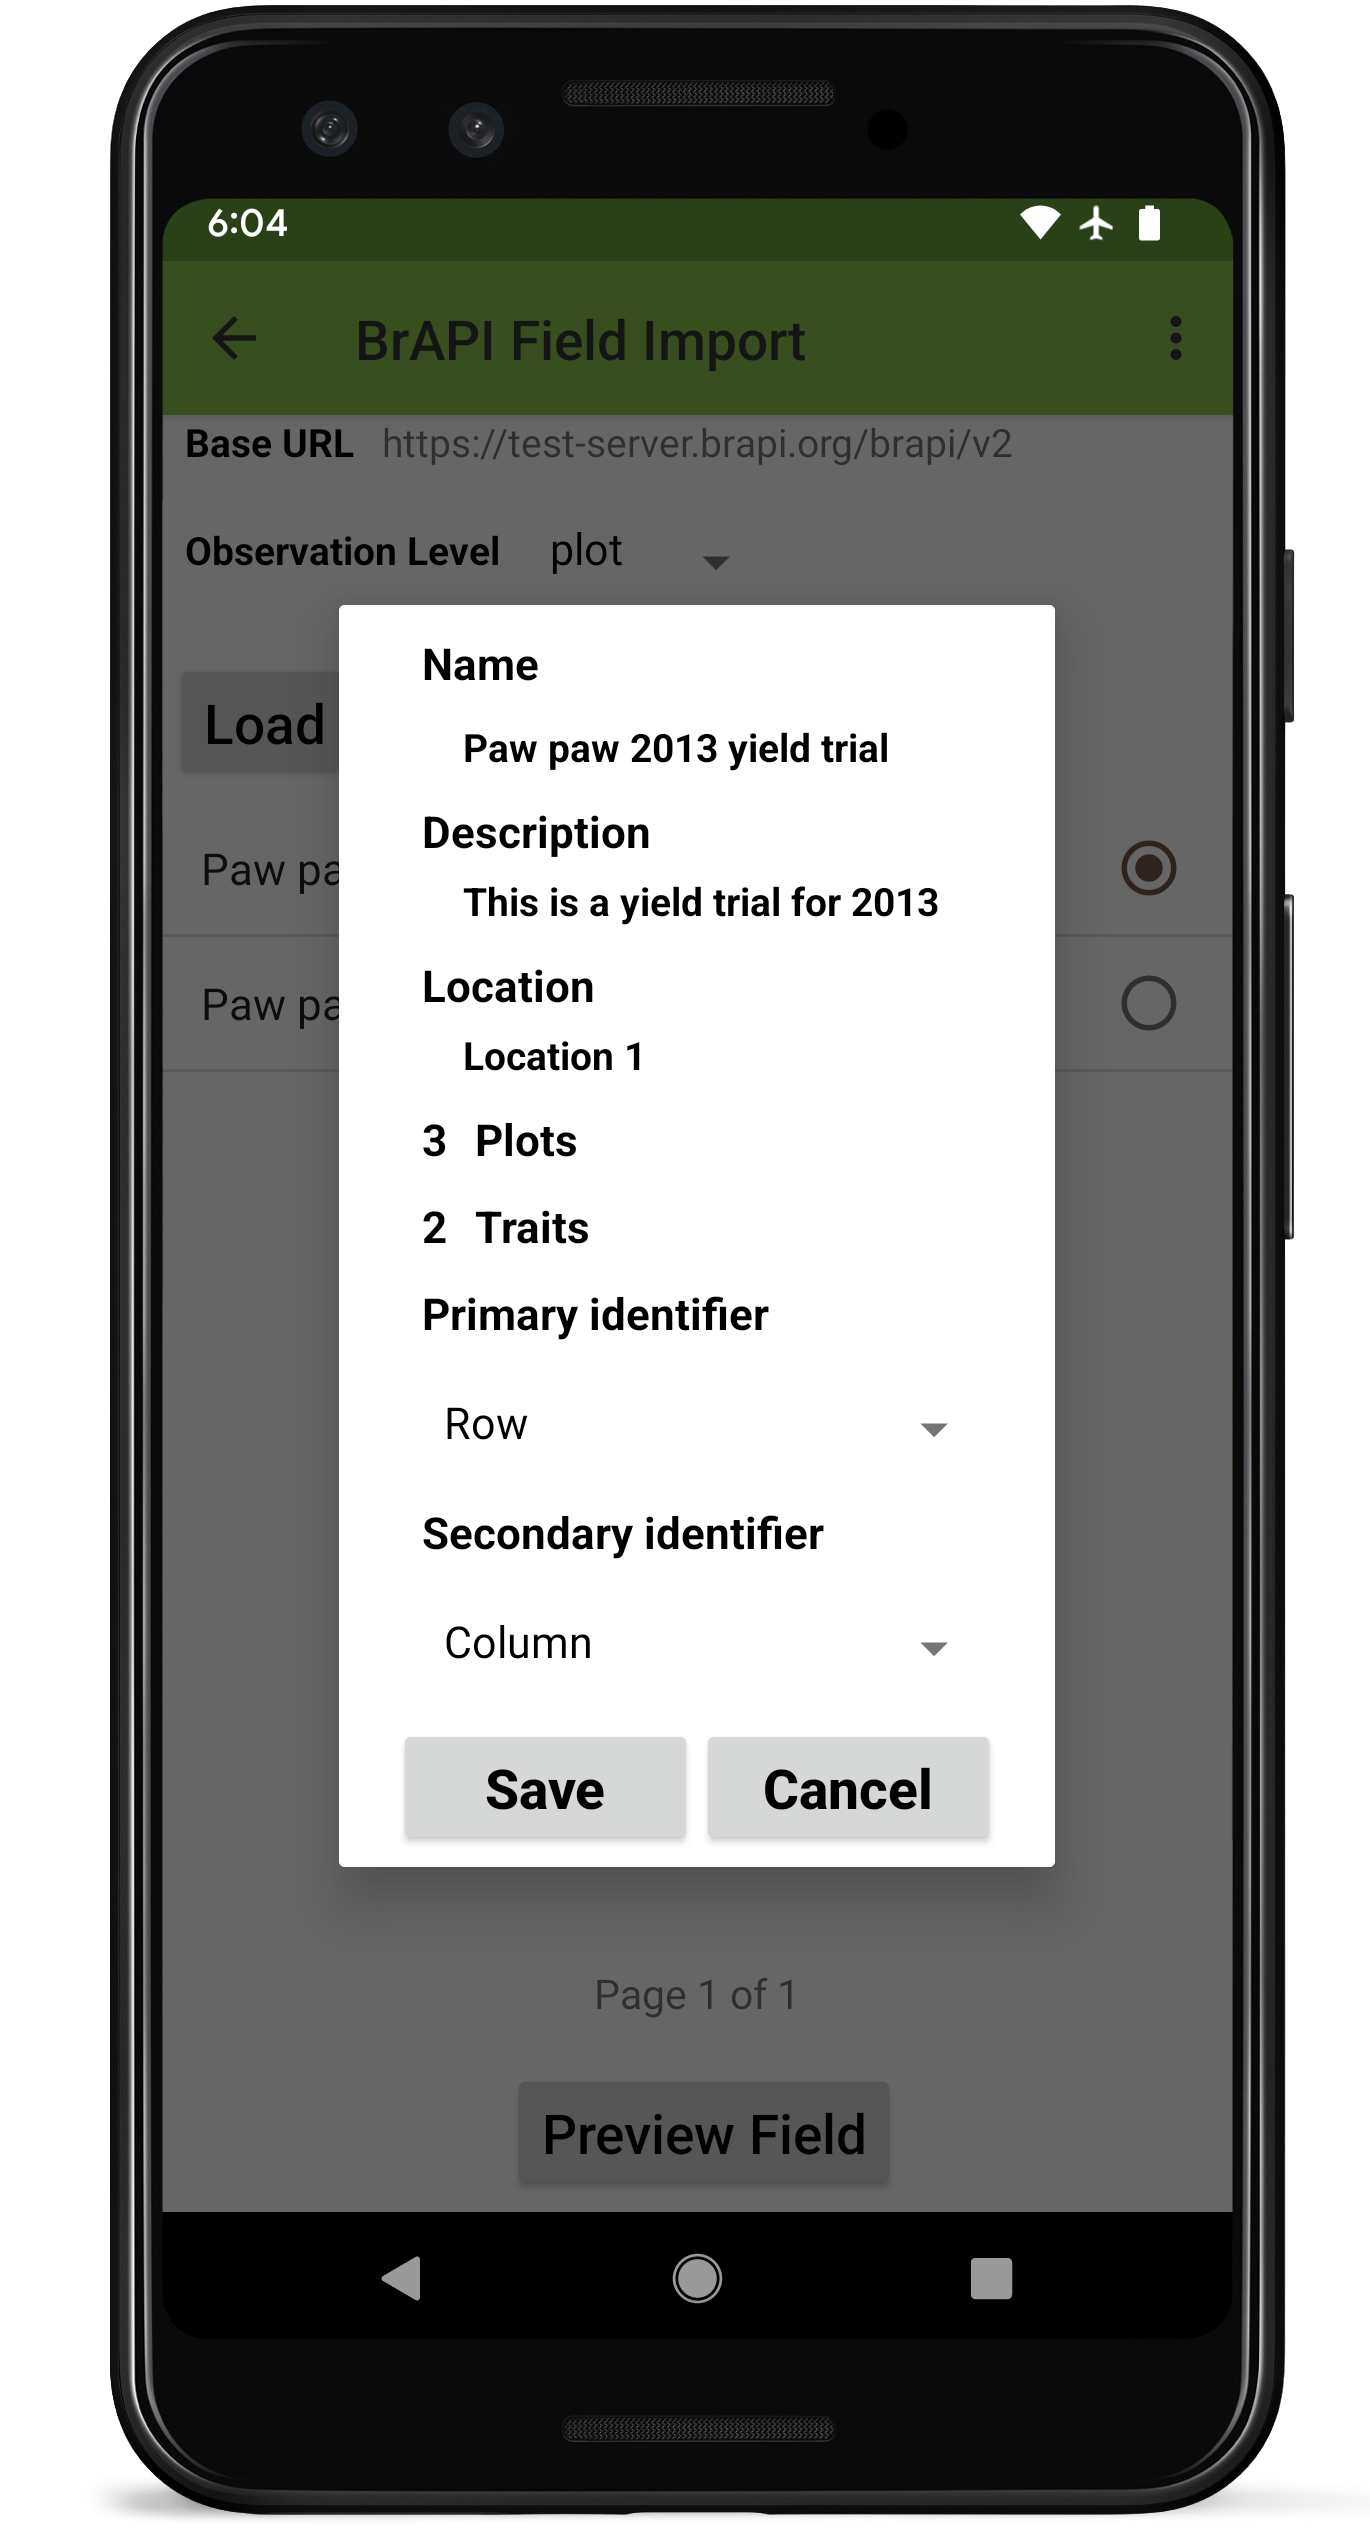 6:04
BrAPI Field Import
Base URL https://test-server.brapi.org/brapi/v2
Observation Level plot
Load
Paw pa
Paw pa
Name
Paw paw 2013 yield trial
Description
This is a yield trial for 2013
Location
Location 1
3 Plots
2 Traits
Primary identifier
Row
Secondary identifier
Column
Save Cancel
Page 1 of 1
Preview Field